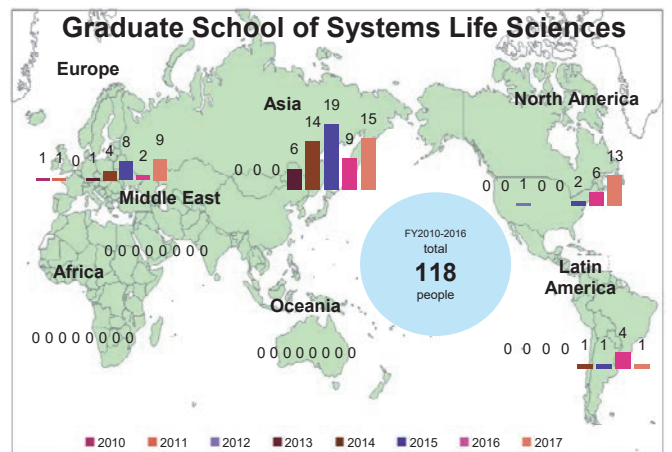 Graduate School of Systems Life Sciences
Europe
1 1 0 1 4 8 2 9
Asia
0 0 0 6 14 19 9 15
North America
0 0 1 0 0 2 6 13
Middle East
0 0 0 0 0 0 0 0
Africa
0 0 0 0 0 0 0 0
Oceania
0 0 0 0 0 0 0 0
FY2010-2016
total
118
people
Latin
America
0 0 0 0 1 1 4 1
2010 2011 2012 2013 2014 2015 2016 2017